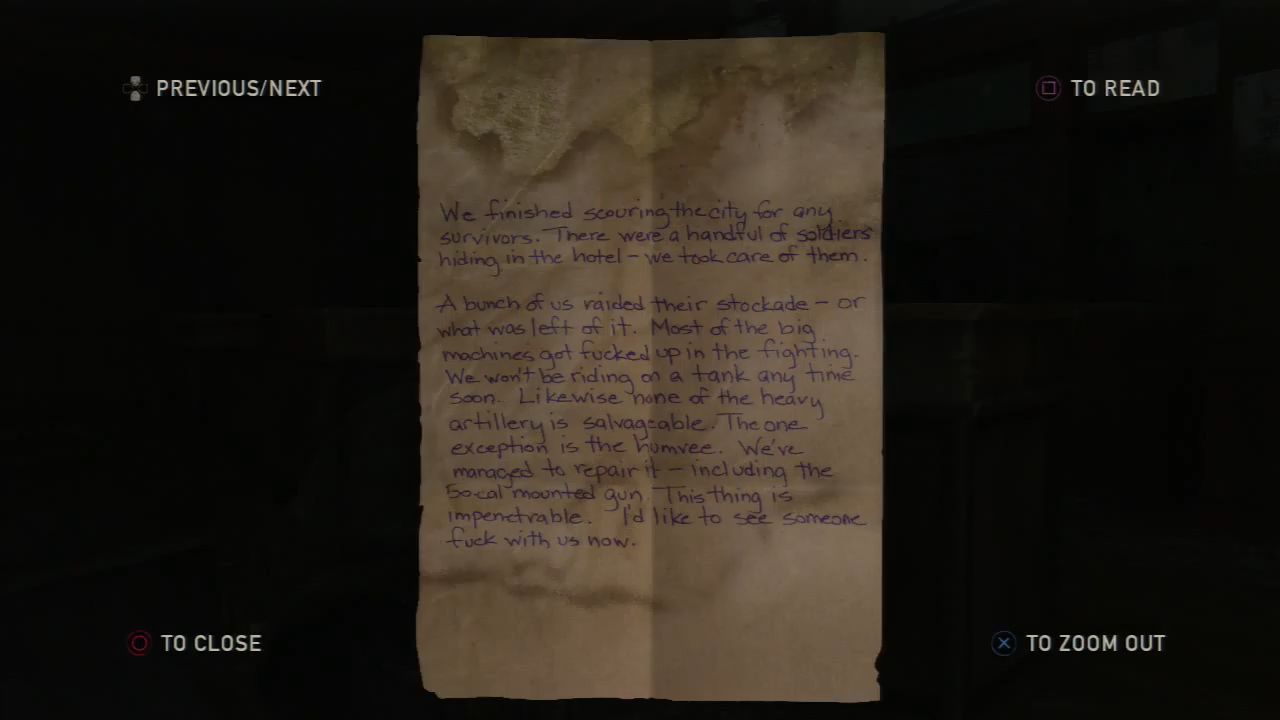 PREVIOUS/NEXT
TO READ
We finished scouring the city for any
survivors. There were a handful of soldiers
hiding in the hotel – we took care of them.
A bunch of us raided their stockade – or
what was left of it. Most of the big
machines got fucked up in the fighting.
We won't be riding on a tank any time
soon. Likewise none of the heavy
artillery is salvageable. The one
exception is the humvee. We've
managed to repair it – including the
50cal mounted gun. This thing is
impenetrable. I'd like to see someone
fuck with us now.
TO CLOSE
TO ZOOM OUT